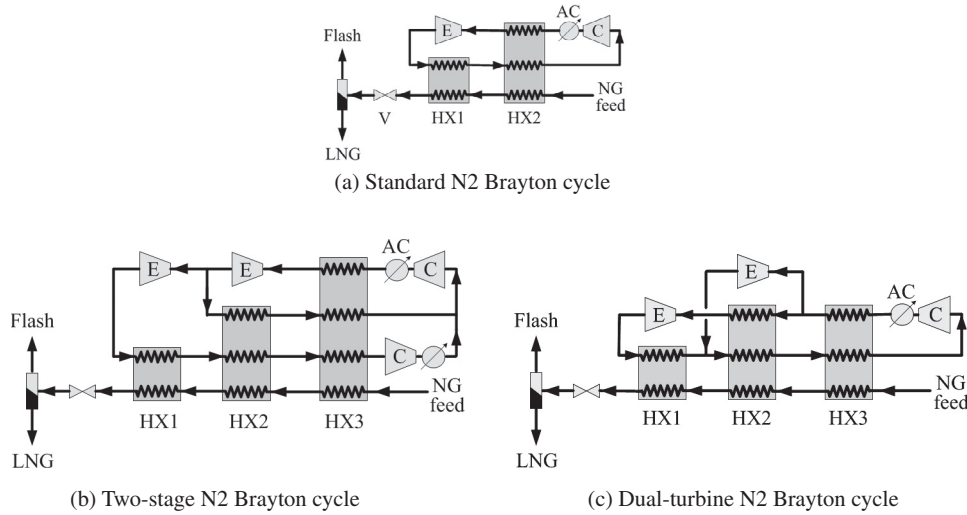 AC
Flash
E
C
NG
feed
V
HX1
HX2
LNG
(a) Standard N2 Brayton cycle
AC
E
E
C
Flash
C
NG
feed
HX1
HX2
HX3
LNG
(b) Two-stage N2 Brayton cycle
E
AC
Flash
E
C
NG
feed
HX1
HX2
HX3
LNG
(c) Dual-turbine N2 Brayton cycle